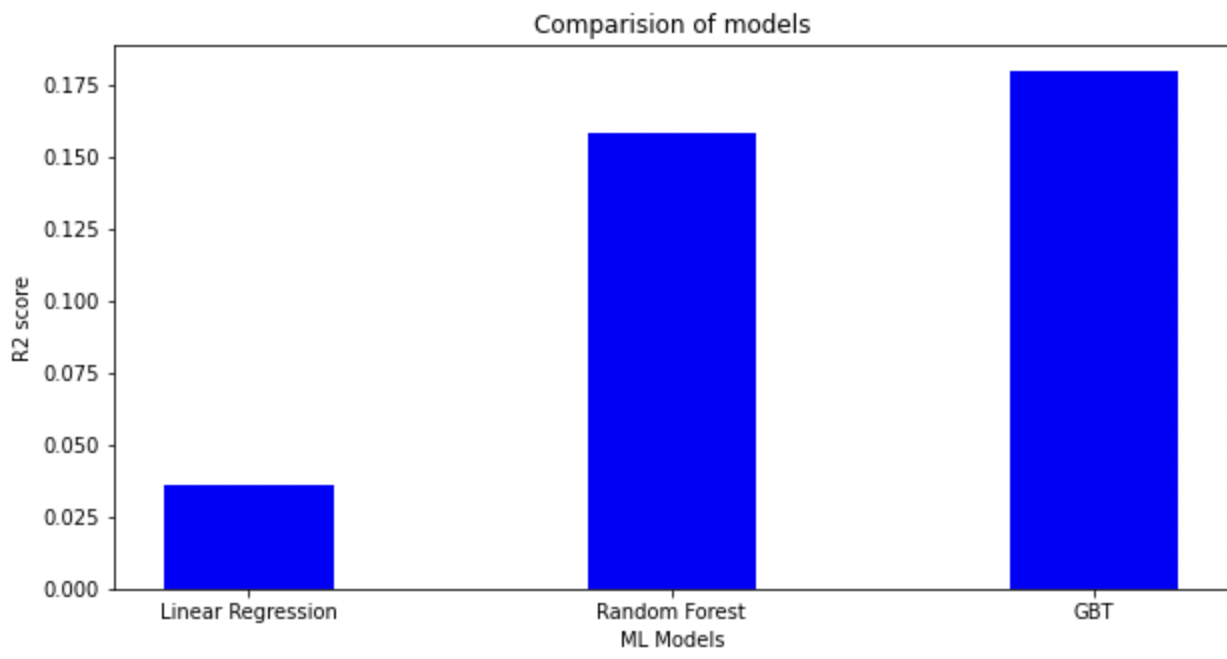 Comparision of models
0.175
0.150
0.125
0.100
0.075
0.050
0.025
0.000
R2 score
Linear Regression Random Forest GBT
ML Models